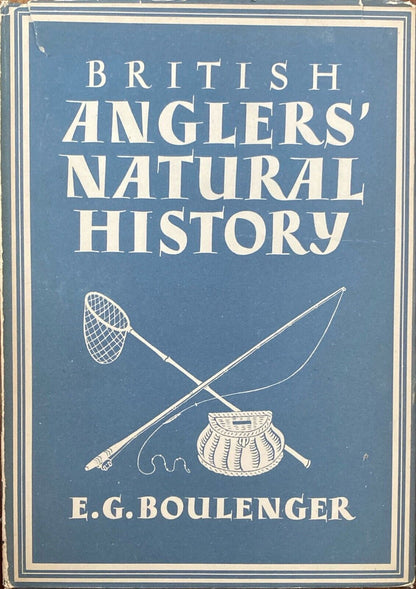 BRITISH
ANGLERS'
NATURAL
HISTORY
E.G. BOULENGER